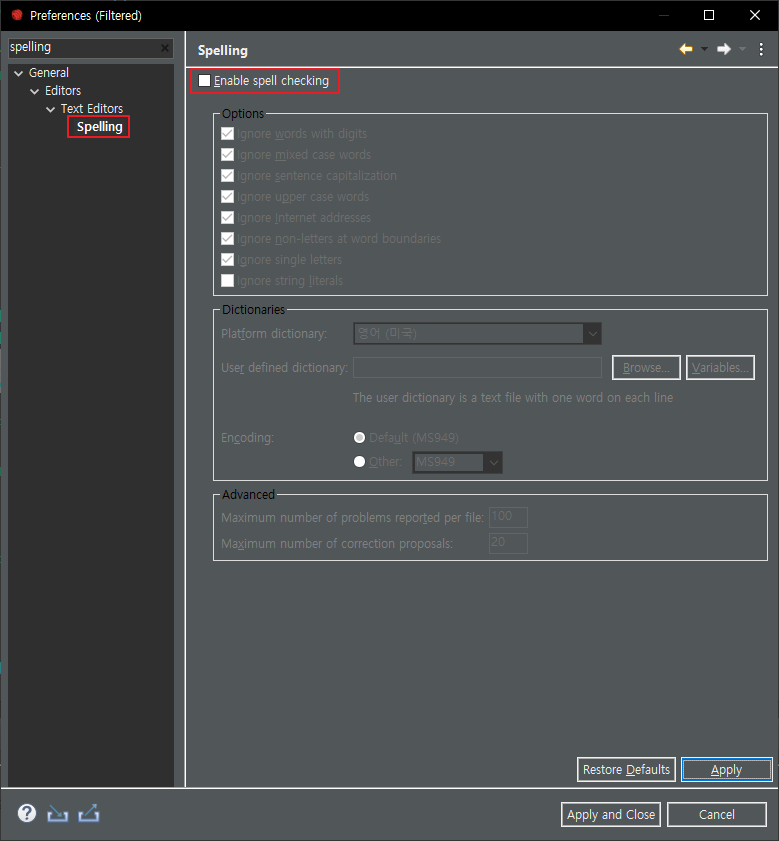 Preferences (Filtered)
spelling
General
Editors
Text Editors
Spelling
Spelling
Enable spell checking
Options
Ignore words with digits
Ignore mixed case words
Ignore sentence capitalization
Ignore upper case words
Ignore Internet addresses
Ignore non-letters at word boundaries
Ignore single letters
Ignore string literals
Dictionaries
Platform dictionary: 영어 (미국)
User defined dictionary: Browse... Variables...
The user dictionary is a text file with one word on each line
Encoding: Default (MS949)
Other: MS949
Advanced
Maximum number of problems reported per file: 100
Maximum number of correction proposals: 20
Restore Defaults Apply
Apply and Close Cancel